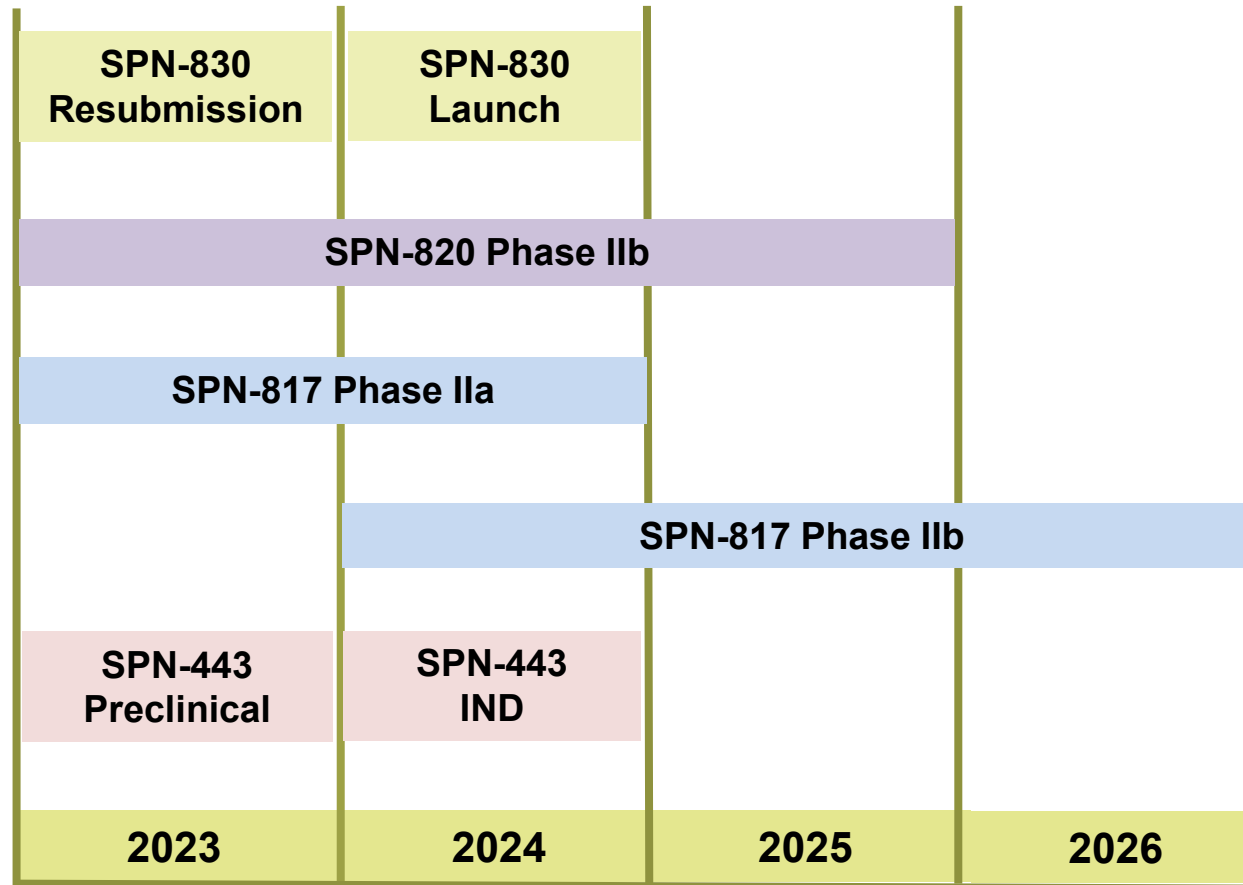 SPN-830
Resubmission
SPN-830
Launch
SPN-820 Phase IIb
SPN-817 Phase IIa
SPN-817 Phase IIb
SPN-443
Preclinical
SPN-443
IND
2023
2024
2025
2026